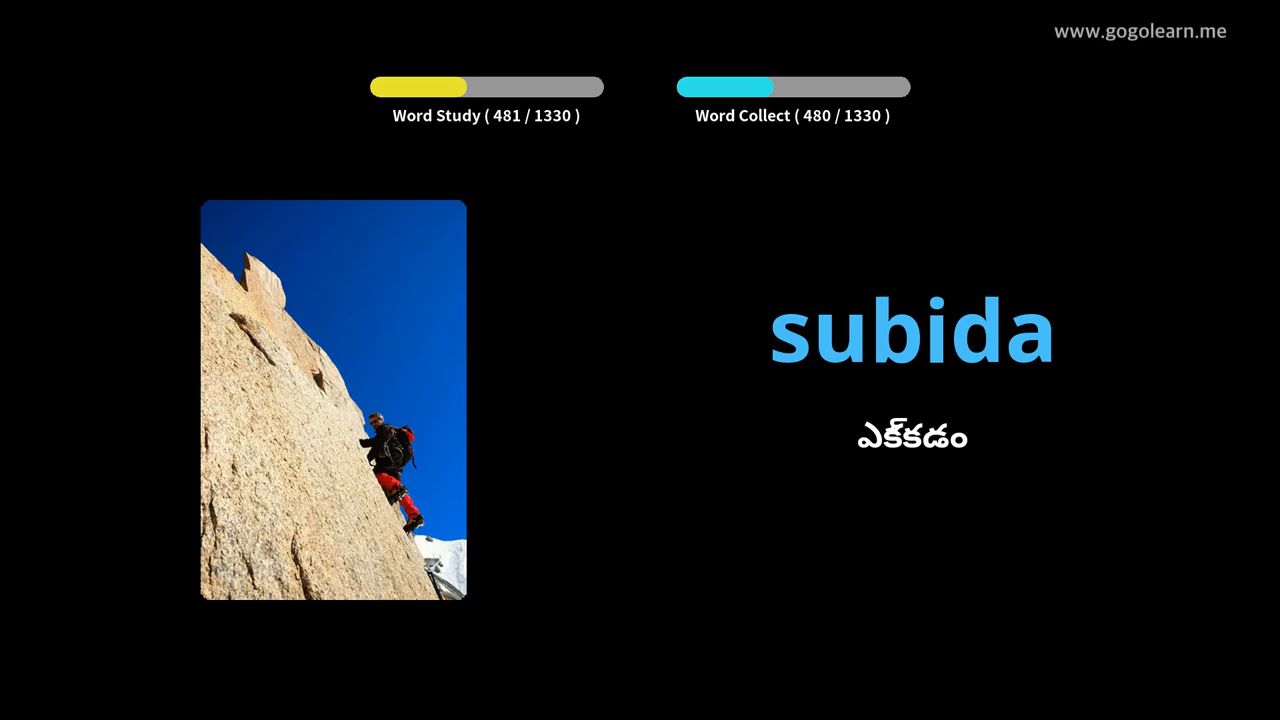 www.gogolearn.me
Word Study ( 481 / 1330 )
Word Collect ( 480 / 1330 )
subida
ఎక్కడం